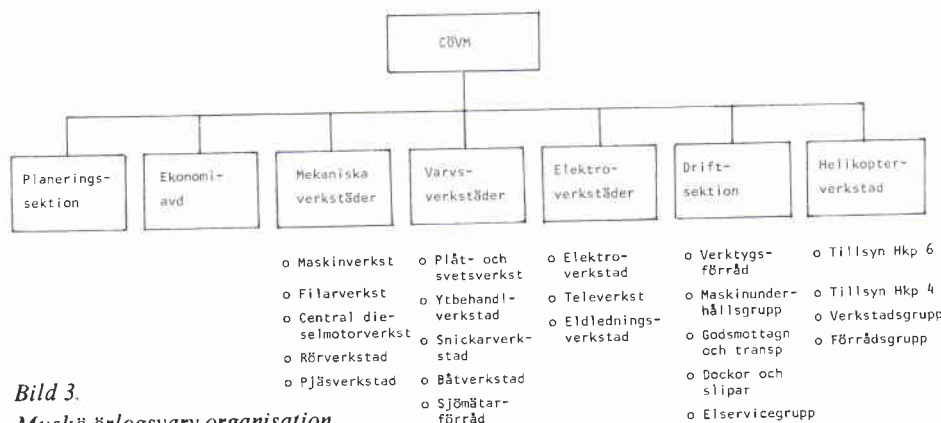 CÖVM
Planerings-
sektion
Ekonomi-
avd
Mekaniska
verkstäder
Varvs-
verkstäder
Elektro-
verkstäder
Drift-
sektion
Helikopter-
verkstad
o Maskinverkst
o Filarverkst
o Central die-
selmotorverkst
o Rörverkstad
o Pjäsverkstad
o Plåt- och
svetsverkst
o Ytbehandl-
verkstad
o Snickarverk-
stad
o Båtverkstad
o Sjömätar-
förråd
o Elektro-
verkstad
o Televerkst
o Eldlednings-
verkstad
o Verktygs-
förråd
o Maskinunder-
hållsgrupp
o Godsmottagn
och transp
o Dockor och
slipar
o Elservicegrupp
o Tillsyn Hkp 6
o Tillsyn Hkp 4
o Verkstadsgrupp
o Förrådsgrupp
Bild 3.
Muskö örlogsvarv organisation